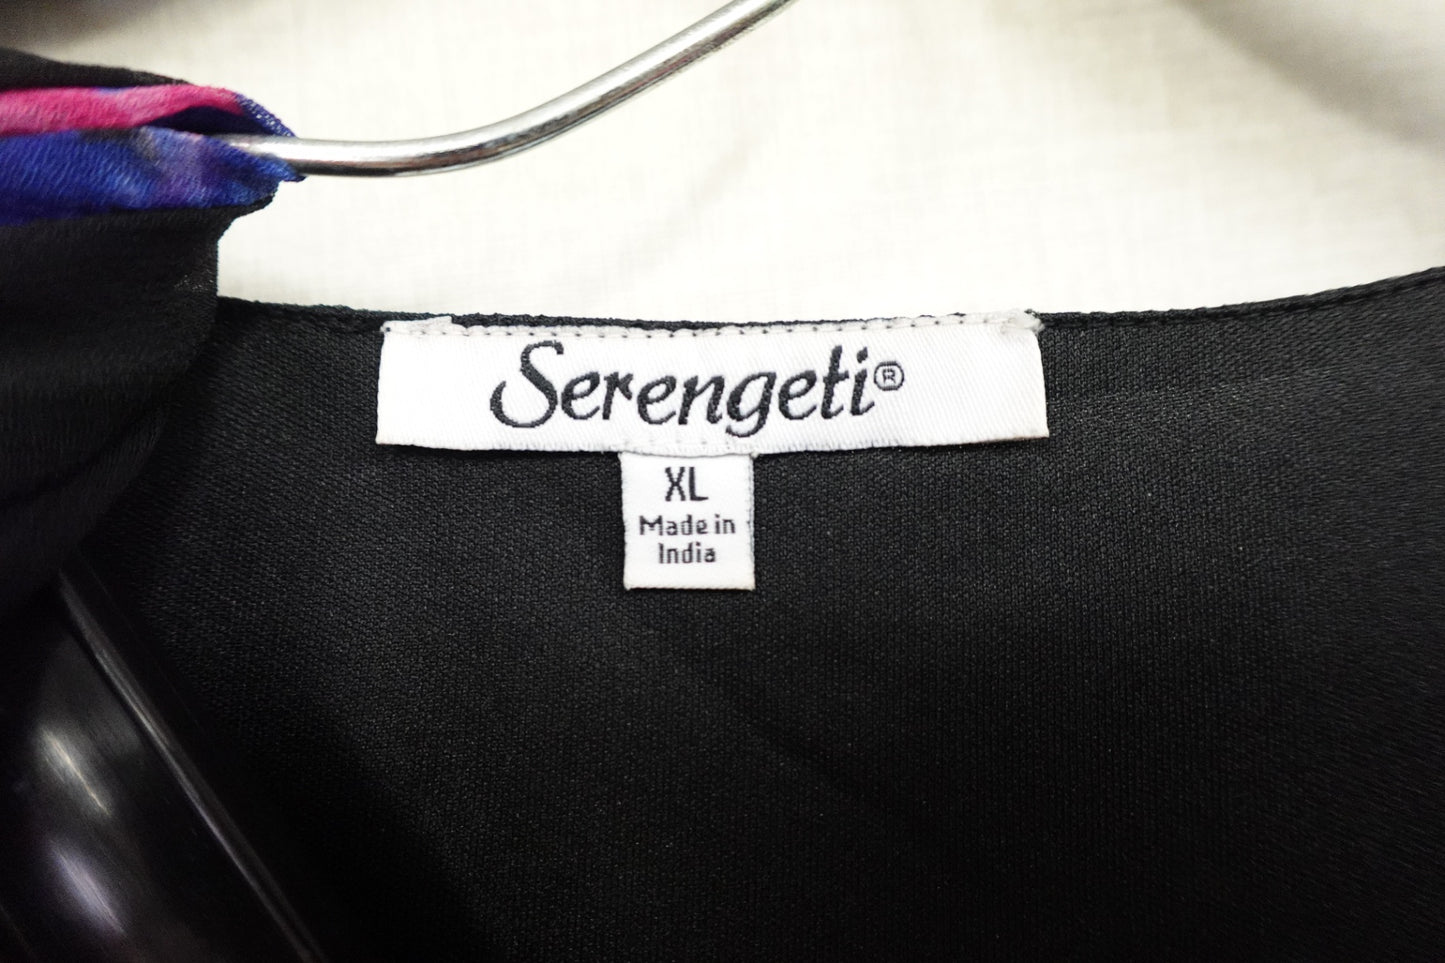 Serengeti®
XL
Made in
India